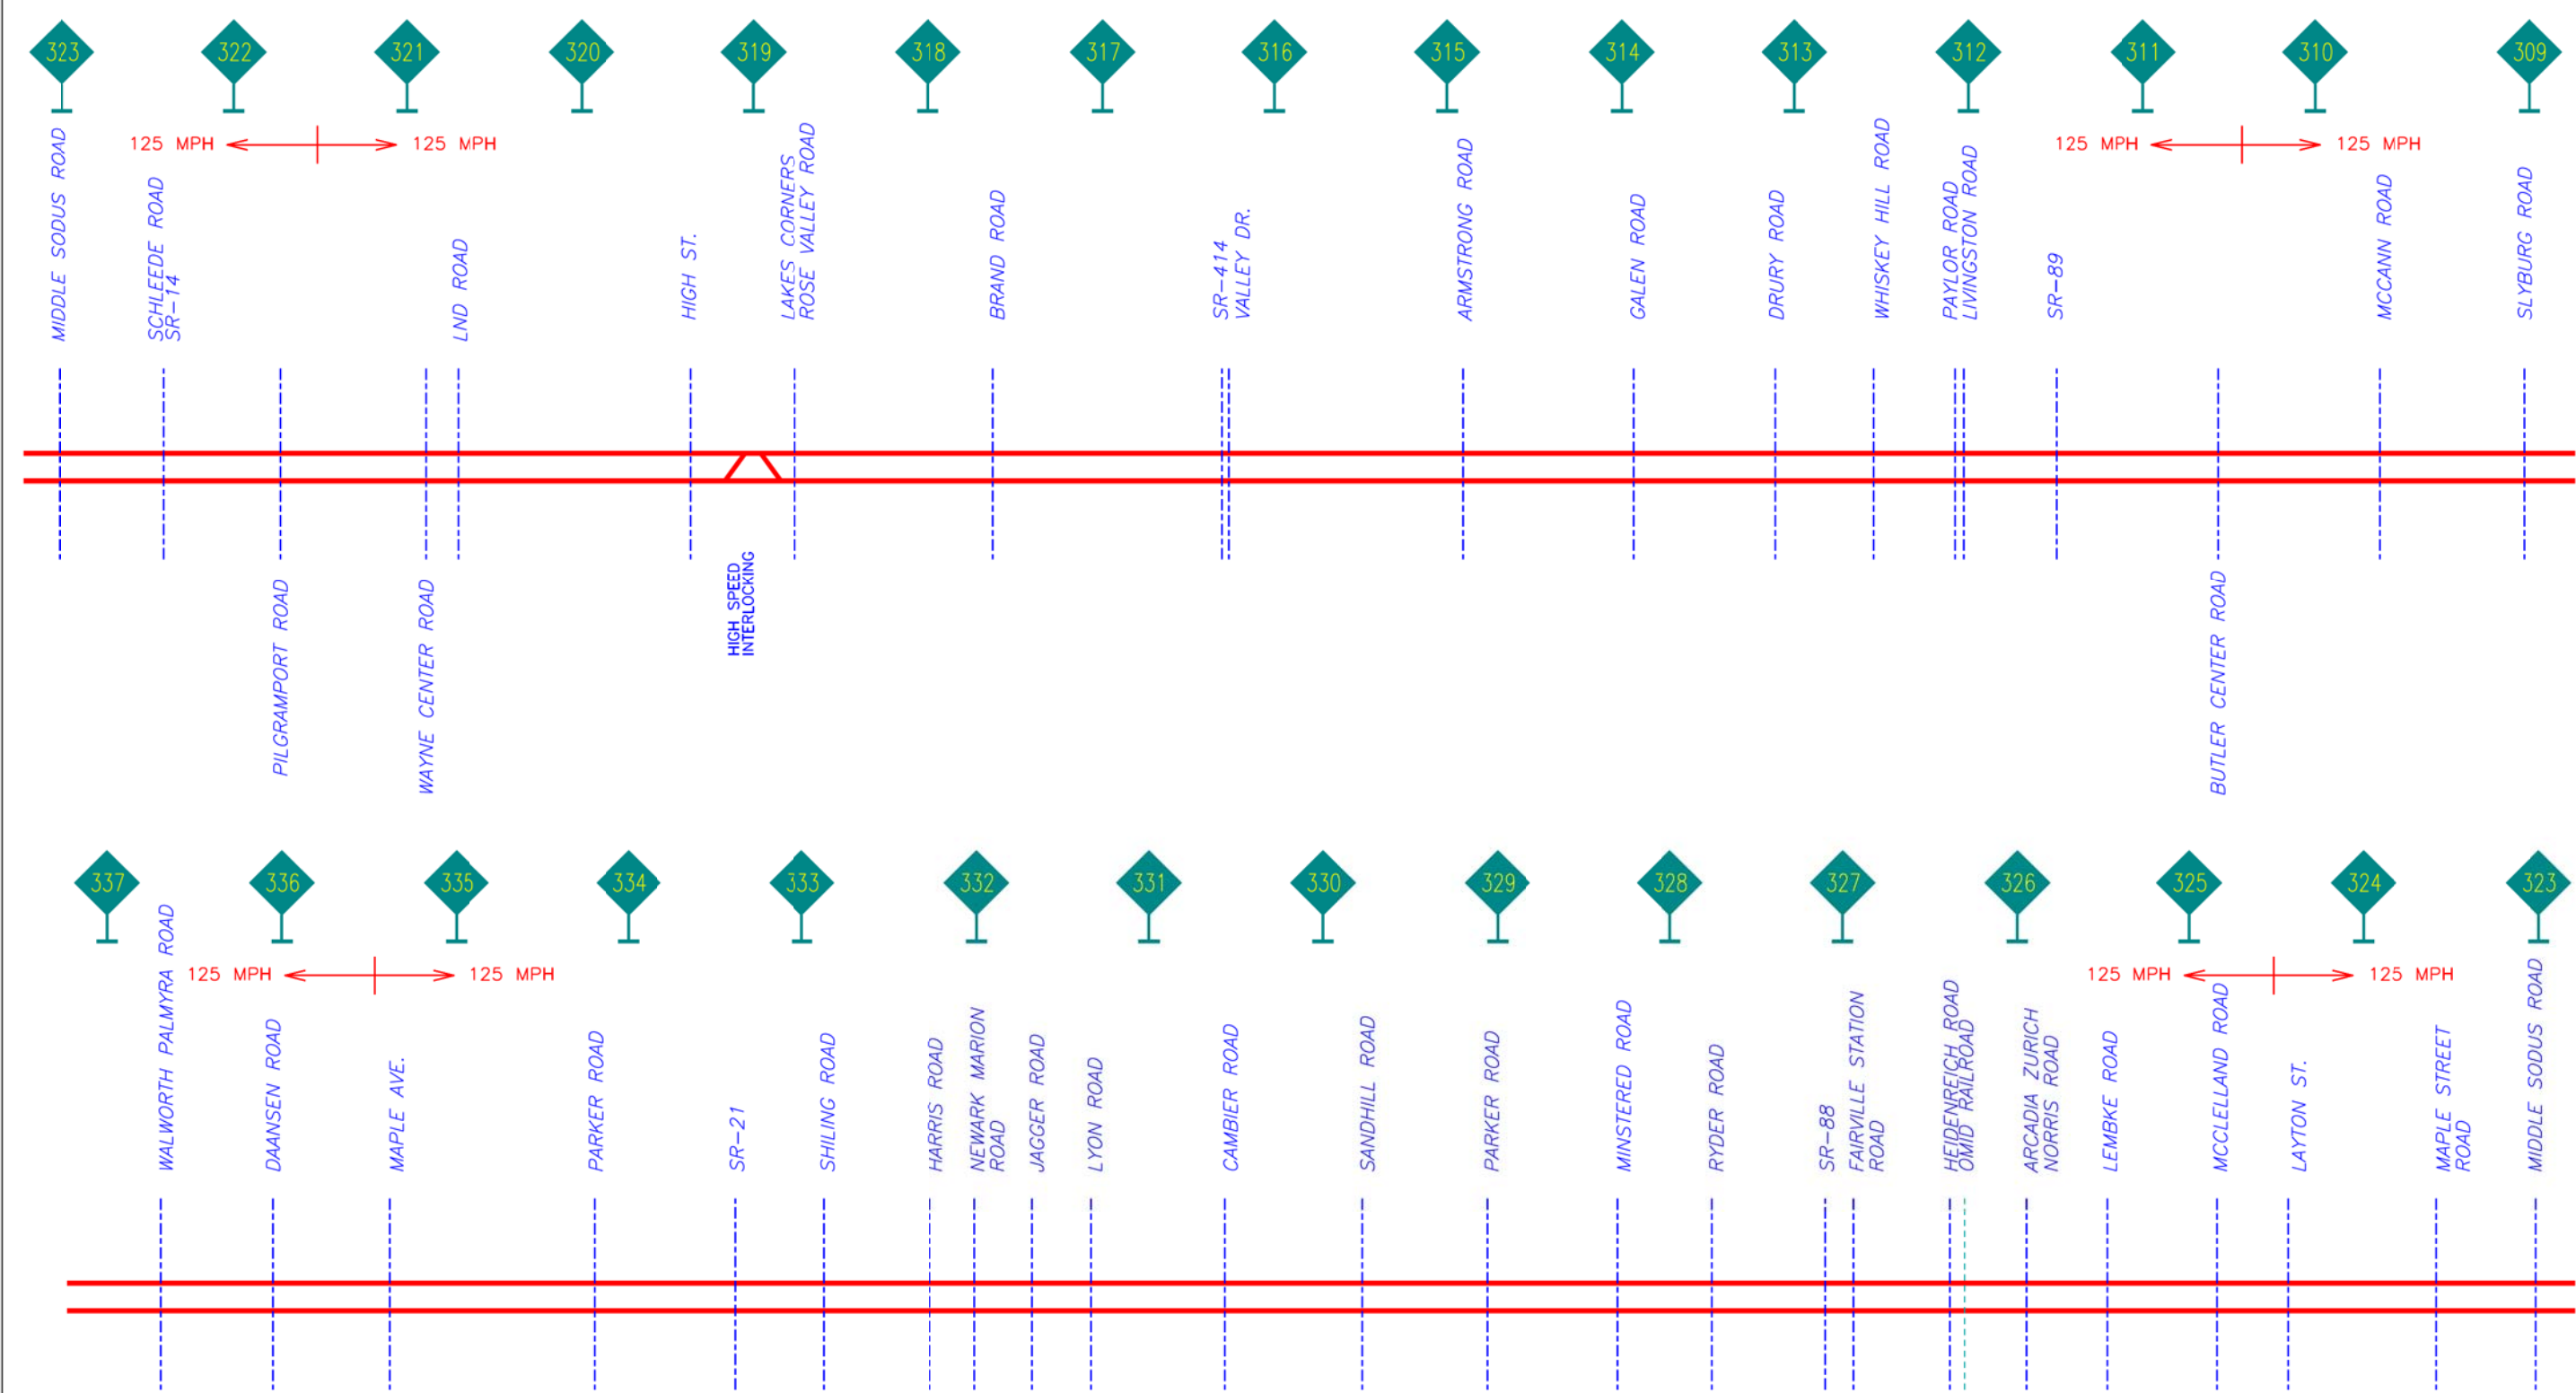 323
322
321
320
319
318
317
316
315
314
313
312
311
310
309
125 MPH
125 MPH
125 MPH
125 MPH
MIDDLE SODUS ROAD
SCHLEEDE ROAD
SR-14
LND ROAD
HIGH ST.
LAKES CORNERS
ROSE VALLEY ROAD
BRAND ROAD
SR-414
VALLEY DR.
ARMSTRONG ROAD
GALEN ROAD
DRURY ROAD
WHISKEY HILL ROAD
PAYLOR ROAD
LIVINGSTON ROAD
SR-89
MCCANN ROAD
SLYBURG ROAD
PILGRAMPORT ROAD
WAYNE CENTER ROAD
HIGH SPEED
INTERLOCKING
BUTLER CENTER ROAD
337
336
335
334
333
332
331
330
329
328
327
326
325
324
323
125 MPH
125 MPH
125 MPH
125 MPH
WALWORTH PALMYRA ROAD
DAANSEN ROAD
MAPLE AVE.
PARKER ROAD
SR-21
SHILING ROAD
HARRIS ROAD
NEWARK MARION
ROAD
JAGGER ROAD
LYON ROAD
CAMBIER ROAD
SANDHILL ROAD
PARKER ROAD
MINSTERED ROAD
RYDER ROAD
SR-88
FAIRVILLE STATION
ROAD
HEIDENREICH ROAD
OMID RAILROAD
ARCADIA ZURICH
NORRIS ROAD
LEMBKE ROAD
MCCLELLAND ROAD
LAYTON ST.
MAPLE STREET
ROAD
MIDDLE SODUS ROAD